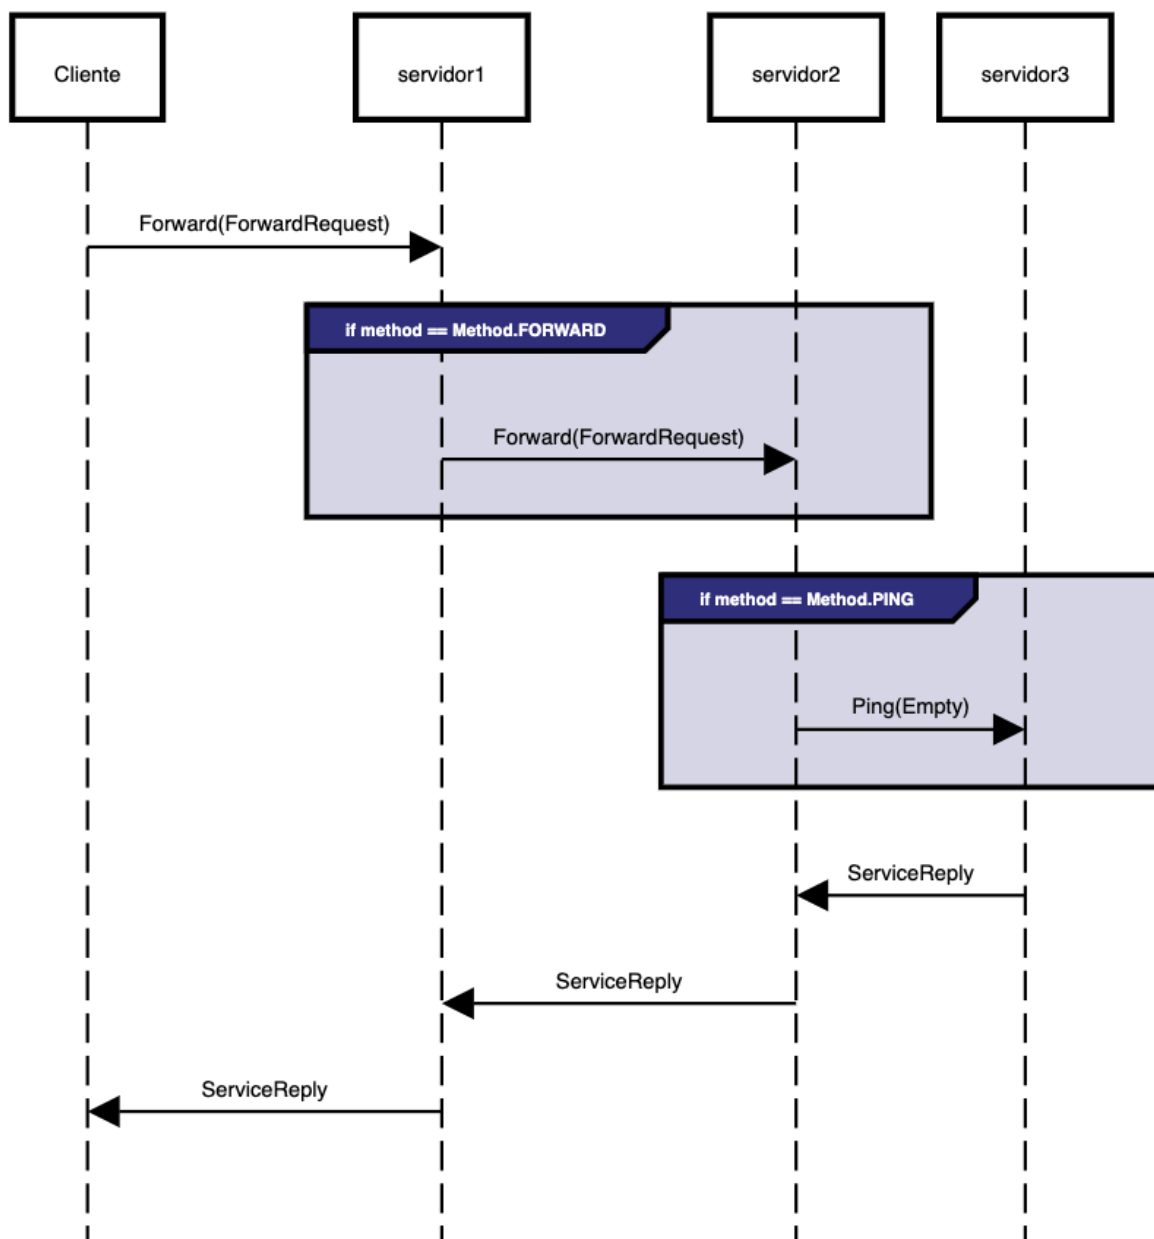 Cliente
servidor1
servidor2
servidor3
Forward(ForwardRequest)
if method == Method.FORWARD
Forward(ForwardRequest)
if method == Method.PING
Ping(Empty)
ServiceReply
ServiceReply
ServiceReply